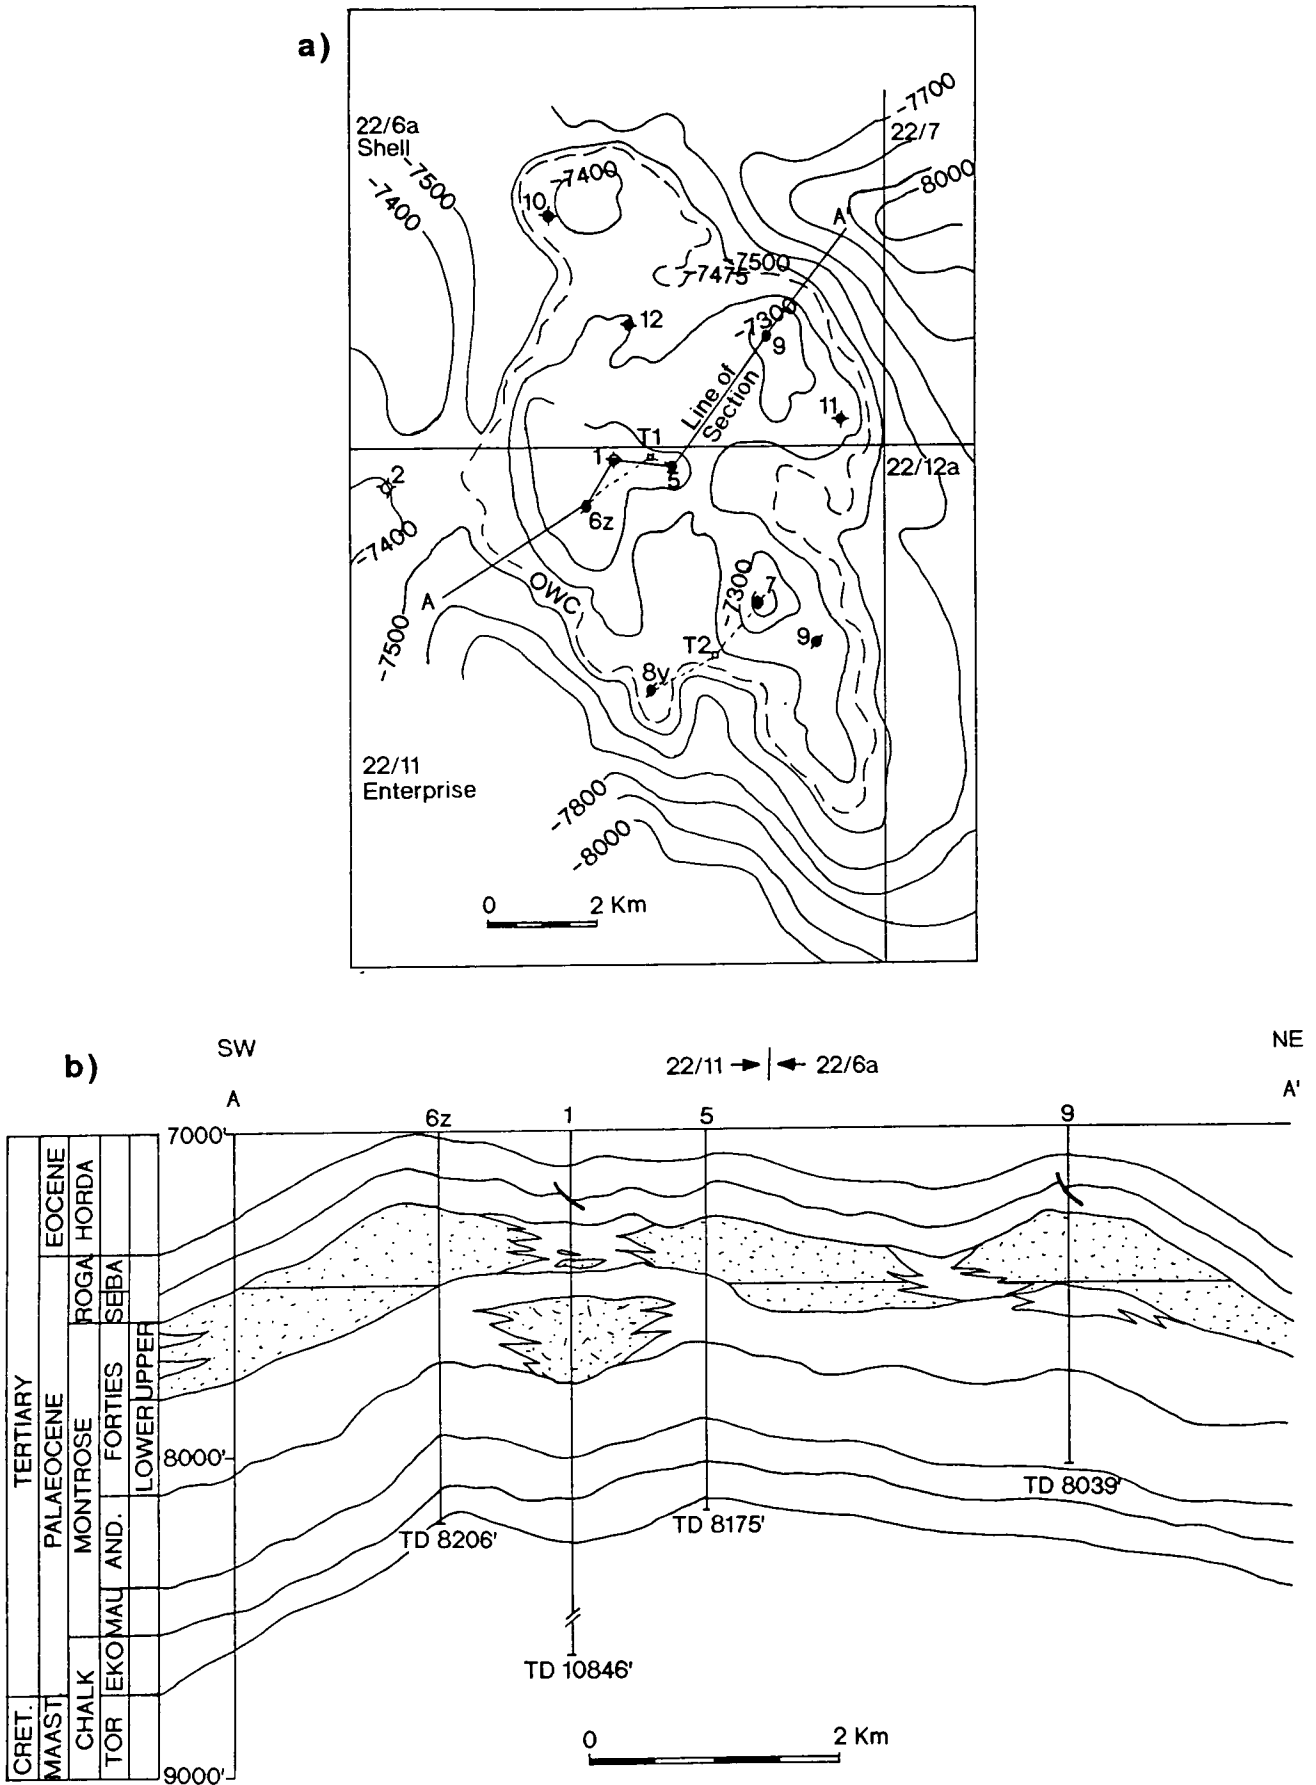 a)
-7700
22/6a
Shell
22/7
-7500
-7400
-7400
-8000
10
A'
-7500
-7475
-7300
12
9
Line of
Section
11
T1
1
5
22/12a
2
6z
-7400
OWC
A
-7300
7
-7500
T2
9
8y
22/11
Enterprise
-7800
-8000
0 2 Km
b)
SW
NE
22/11 → | ← 22/6a
A
A'
6z 1 5 9
7000'
8000'
9000'
TERTIARY
CRET.
EOCENE
PALAEOCENE
MAAST.
HORDA
ROGA
MONTROSE
CHALK
SEBA
FORTIES
AND.
MAU
EKO
TOR
UPPER
LOWER
TD 8206'
TD 10846'
TD 8175'
TD 8039'
0 2 Km